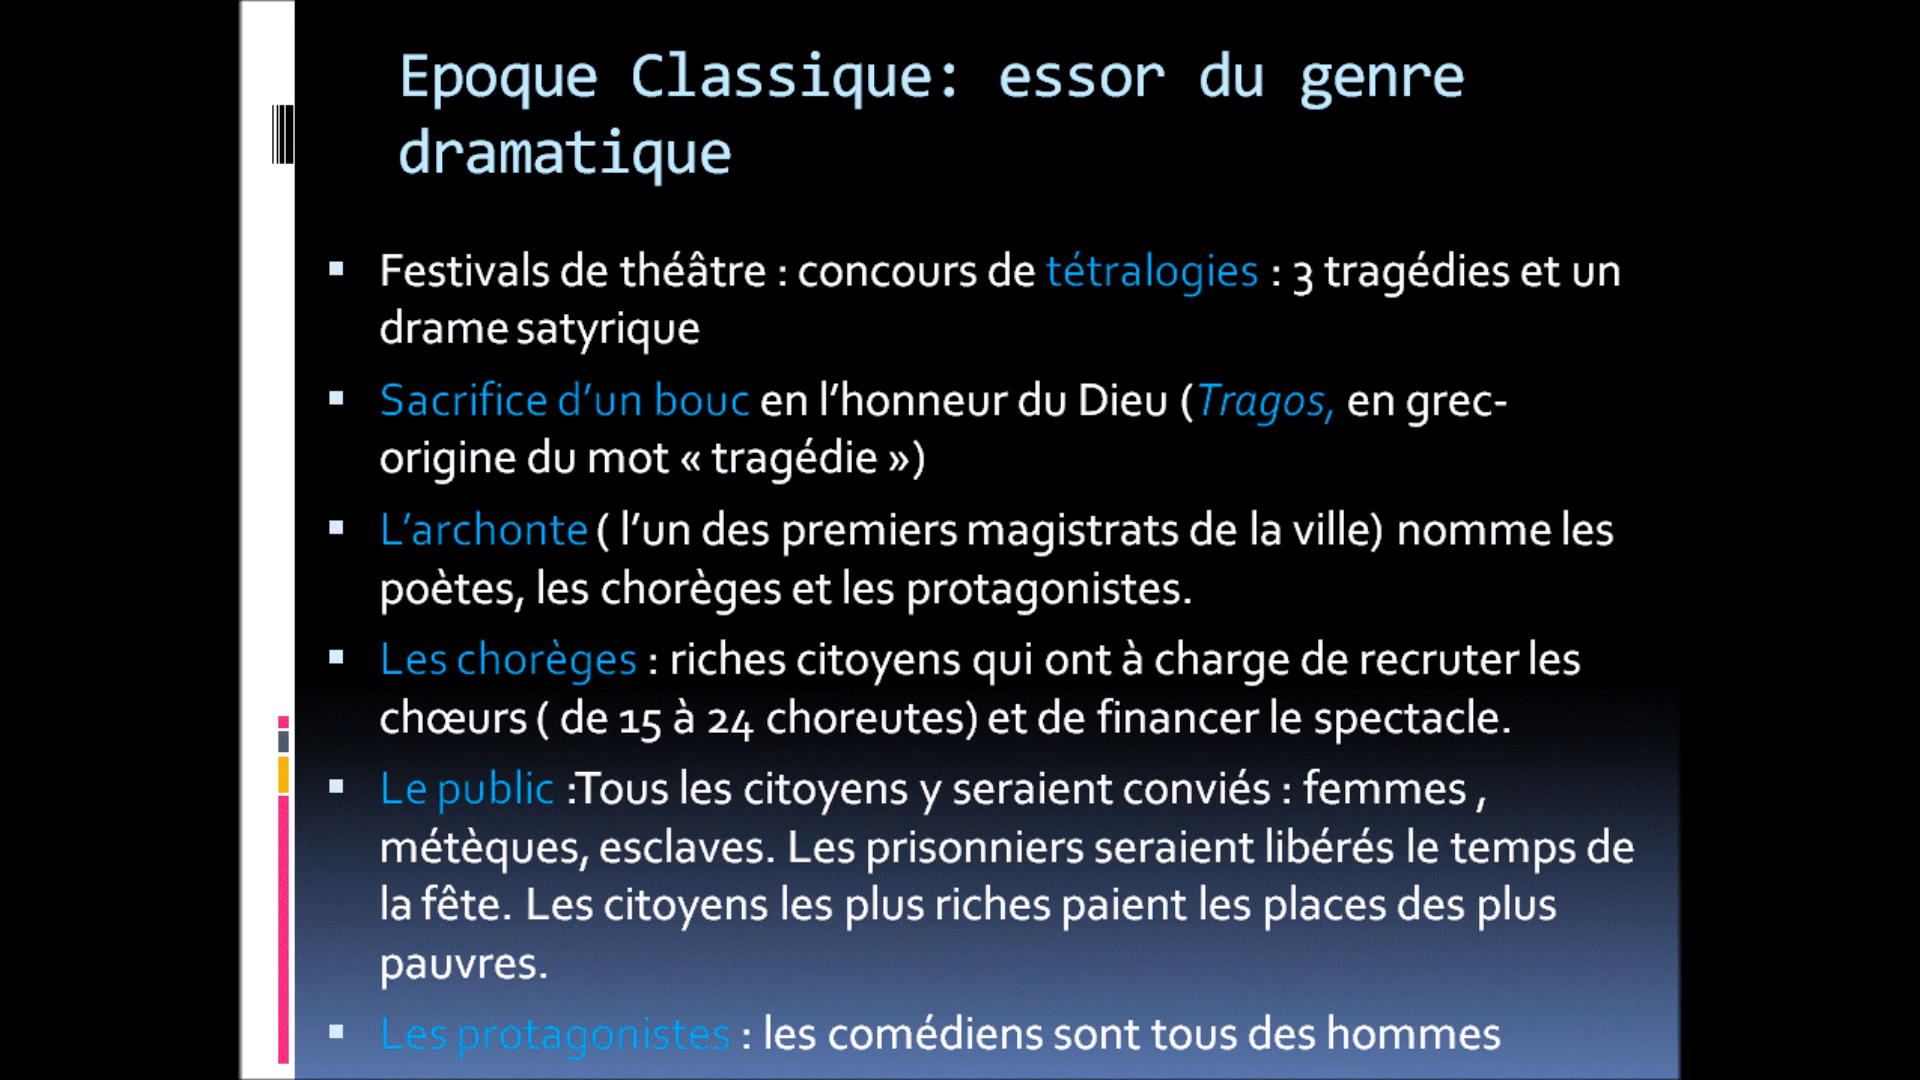 Epoque Classique: essor du genre
dramatique
Festivals de théâtre : concours de tétralogies : 3 tragédies et un
drame satyrique
Sacrifice d’un bouc en l’honneur du Dieu (Tragos, en grec-
origine du mot « tragédie »)
L’archonte ( l’un des premiers magistrats de la ville) nomme les
poètes, les chorèges et les protagonistes.
Les chorèges : riches citoyens qui ont à charge de recruter les
chœurs ( de 15 à 24 choreutes) et de financer le spectacle.
Le public :Tous les citoyens y seraient conviés : femmes ,
métèques, esclaves. Les prisonniers seraient libérés le temps de
la fête. Les citoyens les plus riches paient les places des plus
pauvres.
Les protagonistes : les comédiens sont tous des hommes